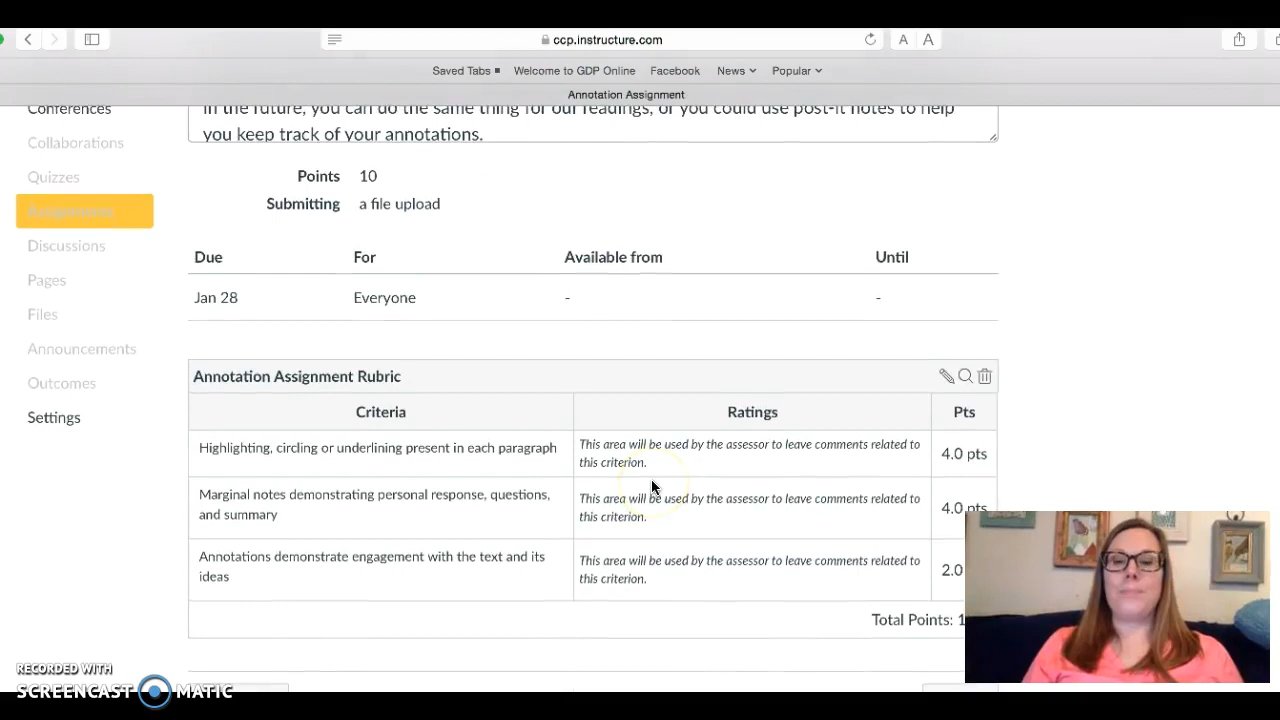 ccp.instructure.com
A A
Saved Tabs Welcome to GDP Online Facebook News Popular
Annotation Assignment
Conferences
Collaborations
Quizzes
Assignments
Discussions
Pages
Files
Announcements
Outcomes
Settings
In the future, you can do the same thing for our readings, or you could use post-it notes to help
you keep track of your annotations.
Points 10
Submitting a file upload
Due For Available from Until
Jan 28 Everyone - -
Annotation Assignment Rubric
Criteria Ratings Pts
Highlighting, circling or underlining present in each paragraph
This area will be used by the assessor to leave comments related to
this criterion.
4.0 pts
Marginal notes demonstrating personal response, questions,
and summary
This area will be used by the assessor to leave comments related to
this criterion.
4.0 pts
Annotations demonstrate engagement with the text and its
ideas
This area will be used by the assessor to leave comments related to
this criterion.
2.0
Total Points: 1
RECORDED WITH
SCREENCAST MATIC